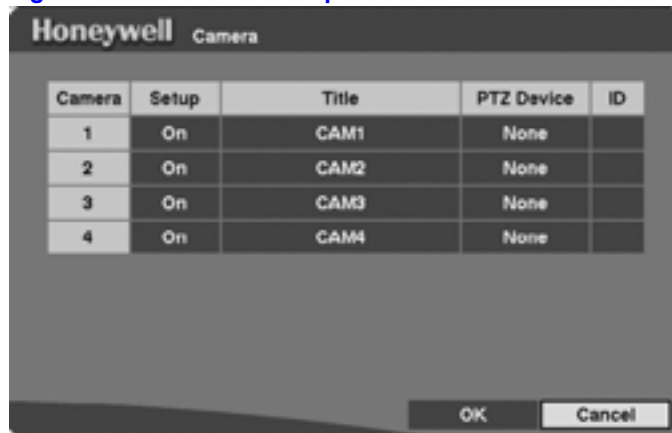 Honeywell Camera
Camera Setup Title PTZ Device ID
1 On CAM1 None
2 On CAM2 None
3 On CAM3 None
4 On CAM4 None
OK Cancel